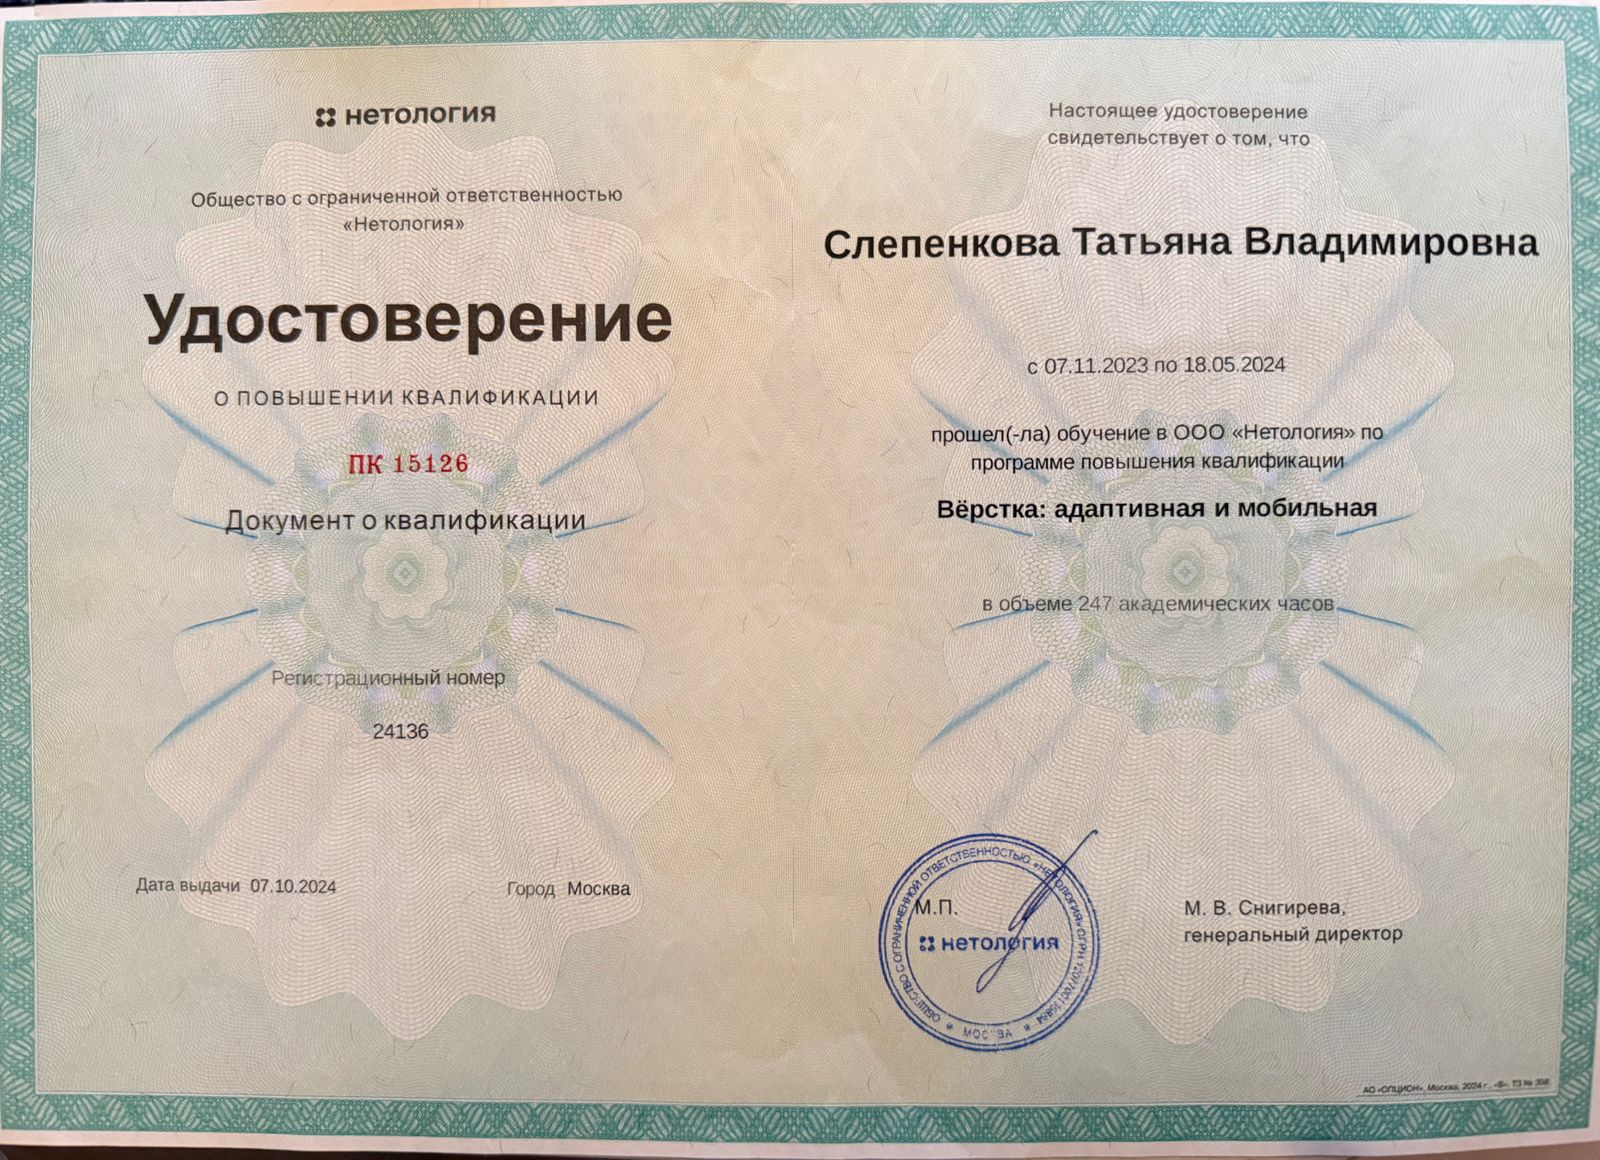 нетология
Общество с ограниченной ответственностью
«Нетология»
Удостоверение
О ПОВЫШЕНИИ КВАЛИФИКАЦИИ
ПК 15126
Документ о квалификации
Регистрационный номер
24136
Дата выдачи 07.10.2024
Город Москва
Настоящее удостоверение
свидетельствует о том, что
Слепенкова Татьяна Владимировна
с 07.11.2023 по 18.05.2024
прошел(-ла) обучение в ООО «Нетология» по
программе повышения квалификации
Вёрстка: адаптивная и мобильная
в объеме 247 академических часов
М.П.
ОБЩЕСТВО С ОГРАНИЧЕННОЙ ОТВЕТСТВЕННОСТЬЮ «НЕТОЛОГИЯ» ОГРН
нетология
МОСКВА
М. В. Снигирева,
генеральный директор
АО «ОПЦИОН», Москва, 2024 г., «В». ТЗ №